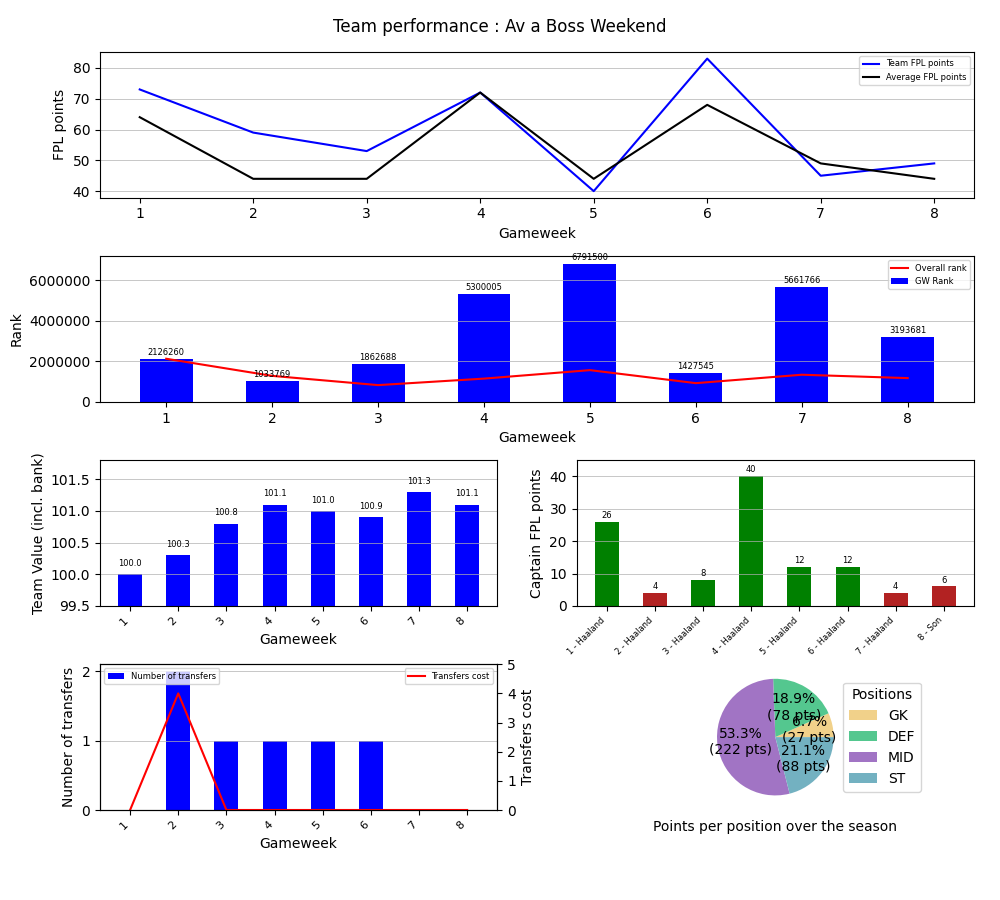 Team performance : Av a Boss Weekend
FPL points
80
70
60
50
40
Team FPL points
Average FPL points
1 2 3 4 5 6 7 8
Gameweek
Rank
6000000
4000000
2000000
0
2126260
1033769
1862688
5300005
6791500
1427545
5661766
3193681
Overall rank
GW Rank
1 2 3 4 5 6 7 8
Gameweek
Team Value (incl. bank)
101.5
101.0
100.5
100.0
99.5
100.0
100.3
100.8
101.1
101.0
100.9
101.3
101.1
1 2 3 4 5 6 7 8
Gameweek
Captain FPL points
40
30
20
10
0
26
4
8
40
12
12
4
6
1 - Haaland
2 - Haaland
3 - Haaland
4 - Haaland
5 - Haaland
6 - Haaland
7 - Haaland
8 - Son
Number of transfers
2
1
0
Number of transfers
Transfers cost
5
4
3
2
1
0
Transfers cost
1 2 3 4 5 6 7 8
Gameweek
18.9%
(78 pts)
6.7%
(27 pts)
53.3%
(222 pts)
21.1%
(88 pts)
Positions
GK
DEF
MID
ST
Points per position over the season